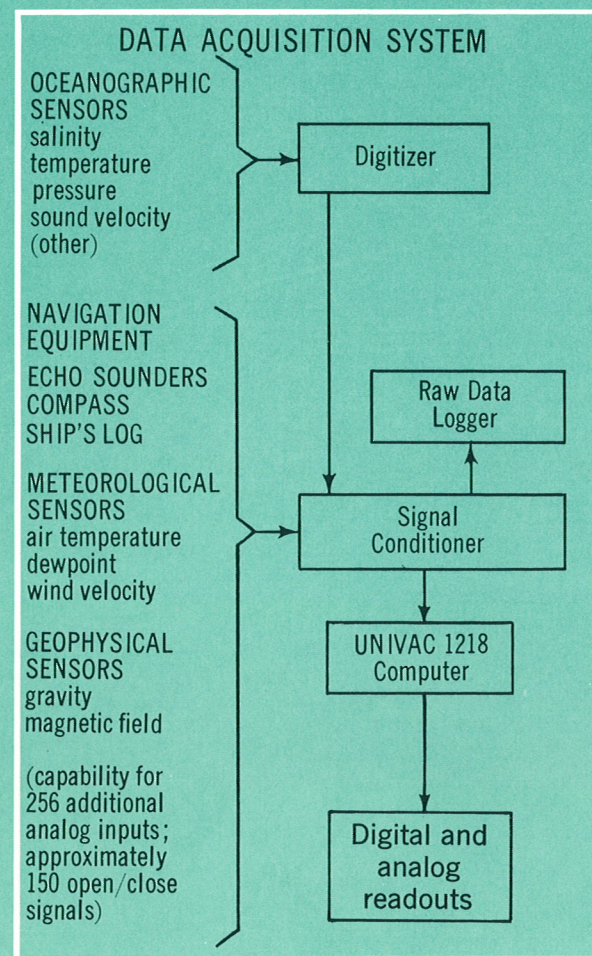 DATA ACQUISITION SYSTEM
OCEANOGRAPHIC
SENSORS
salinity
temperature
pressure
sound velocity
(other)
NAVIGATION
EQUIPMENT
ECHO SOUNDERS
COMPASS
SHIP'S LOG
METEOROLOGICAL
SENSORS
air temperature
dewpoint
wind velocity
GEOPHYSICAL
SENSORS
gravity
magnetic field
(capability for
256 additional
analog inputs;
approximately
150 open/close
signals)
Digitizer
Raw Data
Logger
Signal
Conditioner
UNIVAC 1218
Computer
Digital and
analog
readouts